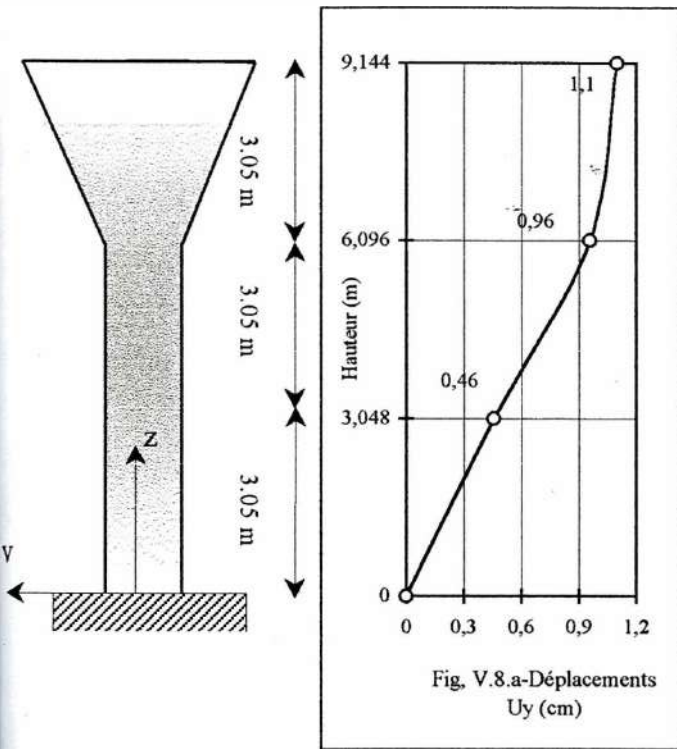 3.05 m
3.05 m
3.05 m
Z
V
Hauteur (m)
9,144
6,096
3,048
0
1,1
0,96
0,46
0
0,3
0,6
0,9
1,2
Fig, V.8.a-Déplacements
Uy (cm)